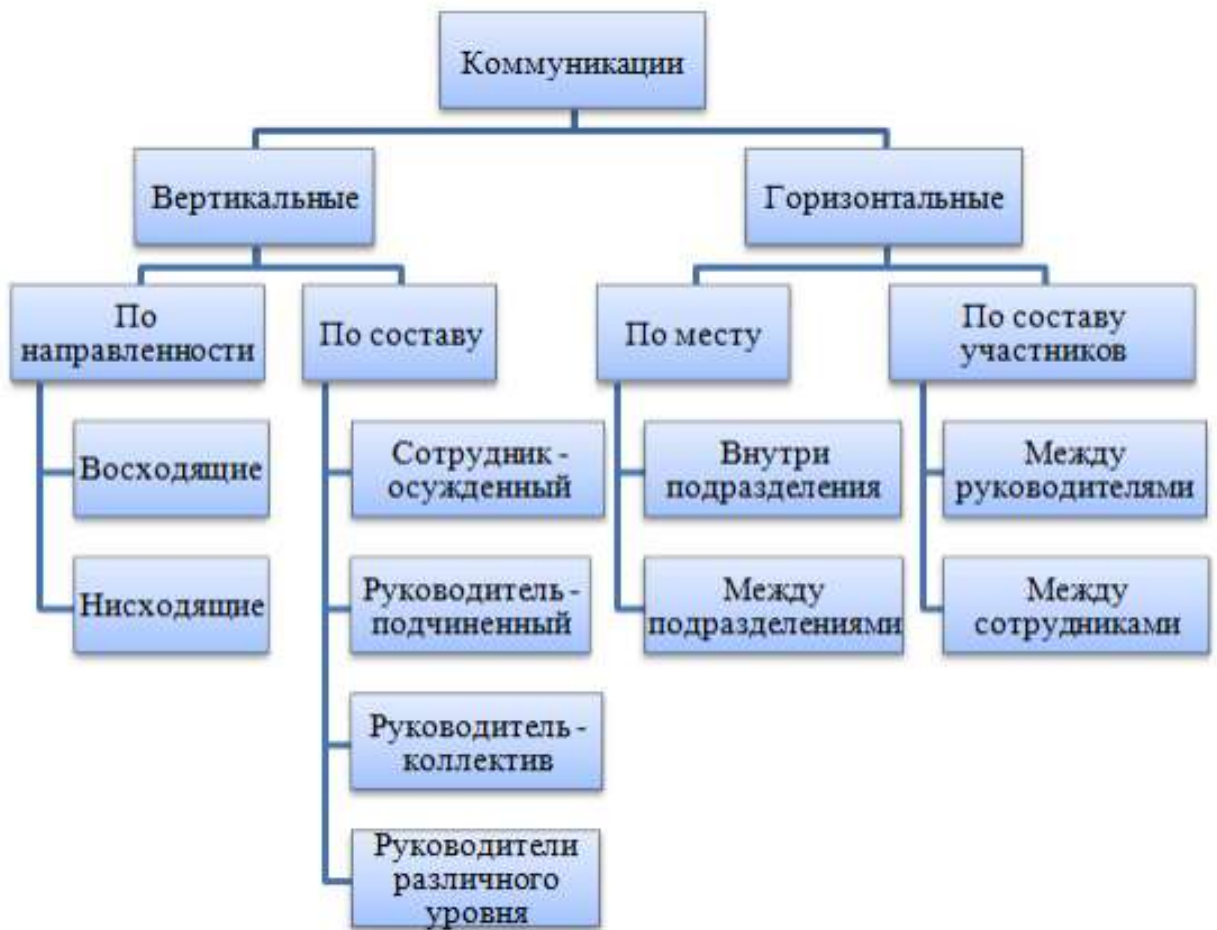 Коммуникации
Вертикальные
Горизонтальные
По
направленности
По составу
По месту
По составу
участников
Восходящие
Нисходящие
Сотрудник -
осужденный
Руководитель -
подчиненный
Руководитель -
коллектив
Руководители
различного
уровня
Внутри
подразделения
Между
подразделениями
Между
руководителями
Между
сотрудниками